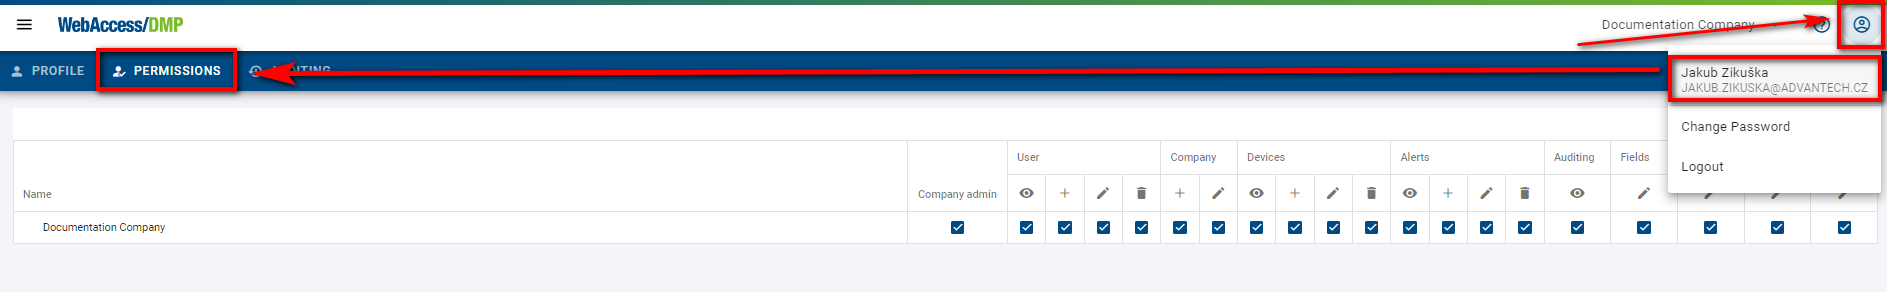 WebAccess/DMP
Documentation Company
PROFILE
PERMISSIONS
Jakub Zikuška
JAKUB.ZIKUSKA@ADVANTECH.CZ
Change Password
Logout
Name
Company admin
User
Company
Devices
Alerts
Auditing
Fields
Documentation Company